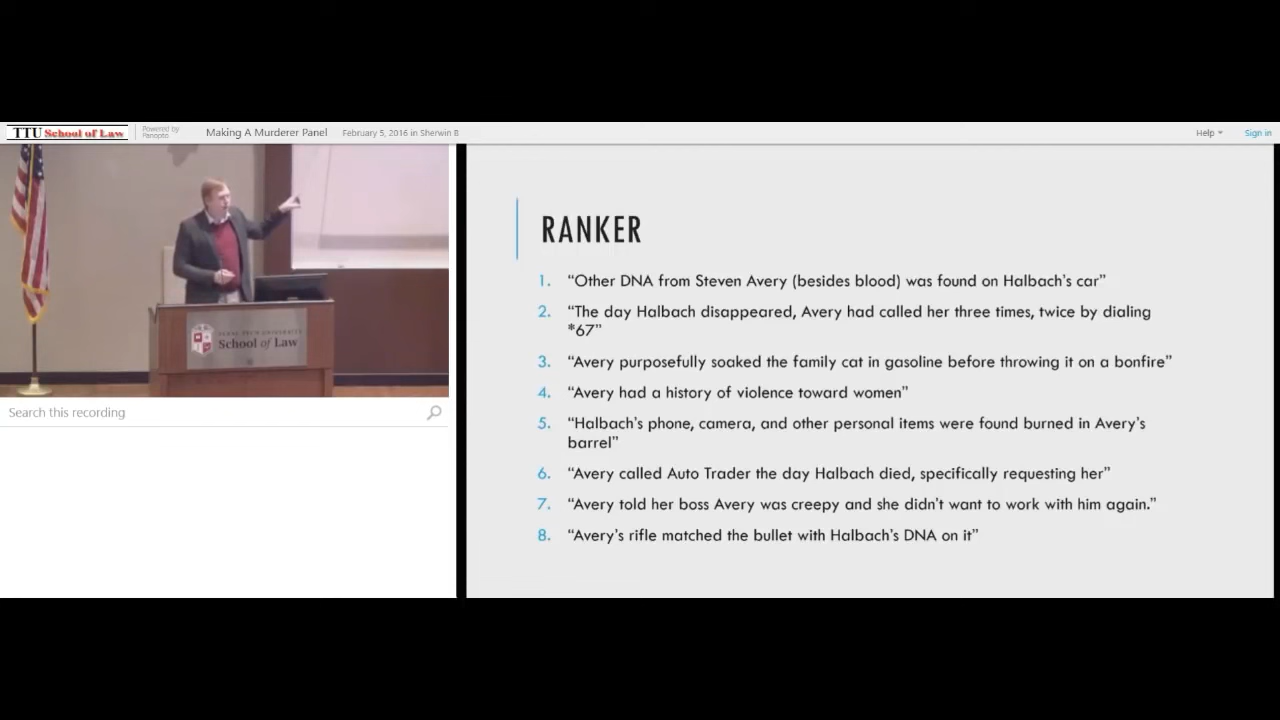 TTU School of Law
Powered by
Panopto
Making A Murderer Panel
February 5, 2016 in Sherwin B
Help
Sign in
TEXAS TECH UNIVERSITY
School of Law
Search this recording
RANKER
1. “Other DNA from Steven Avery (besides blood) was found on Halbach’s car”
2. “The day Halbach disappeared, Avery had called her three times, twice by dialing
*67”
3. “Avery purposefully soaked the family cat in gasoline before throwing it on a bonfire”
4. “Avery had a history of violence toward women”
5. “Halbach’s phone, camera, and other personal items were found burned in Avery’s
barrel”
6. “Avery called Auto Trader the day Halbach died, specifically requesting her”
7. “Avery told her boss Avery was creepy and she didn’t want to work with him again.”
8. “Avery’s rifle matched the bullet with Halbach’s DNA on it”